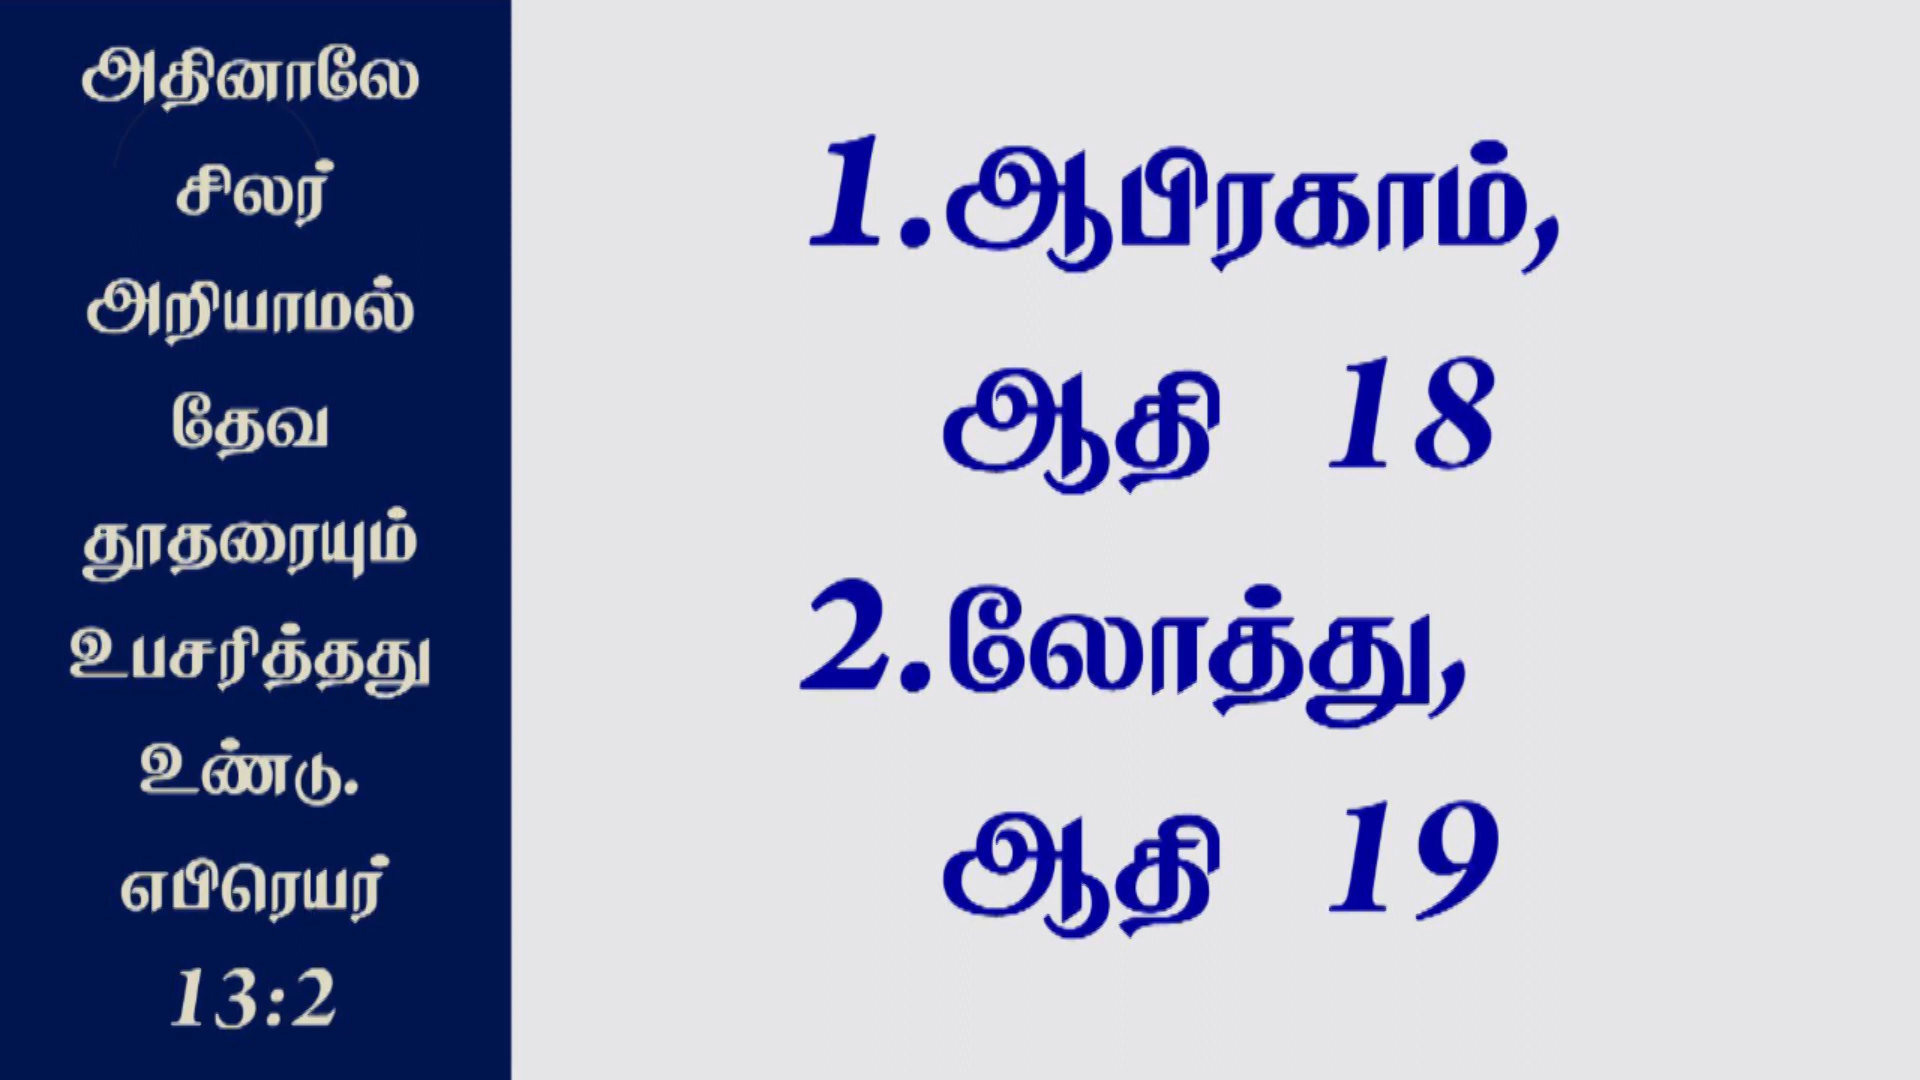 அதினாலே
சிலர்
அறியாமல்
தேவ
தூதரையும்
உபசரித்தது
உண்டு.
எபிரெயர்
13:2
1.ஆபிரகாம்,
ஆதி 18
2.லோத்து,
ஆதி 19